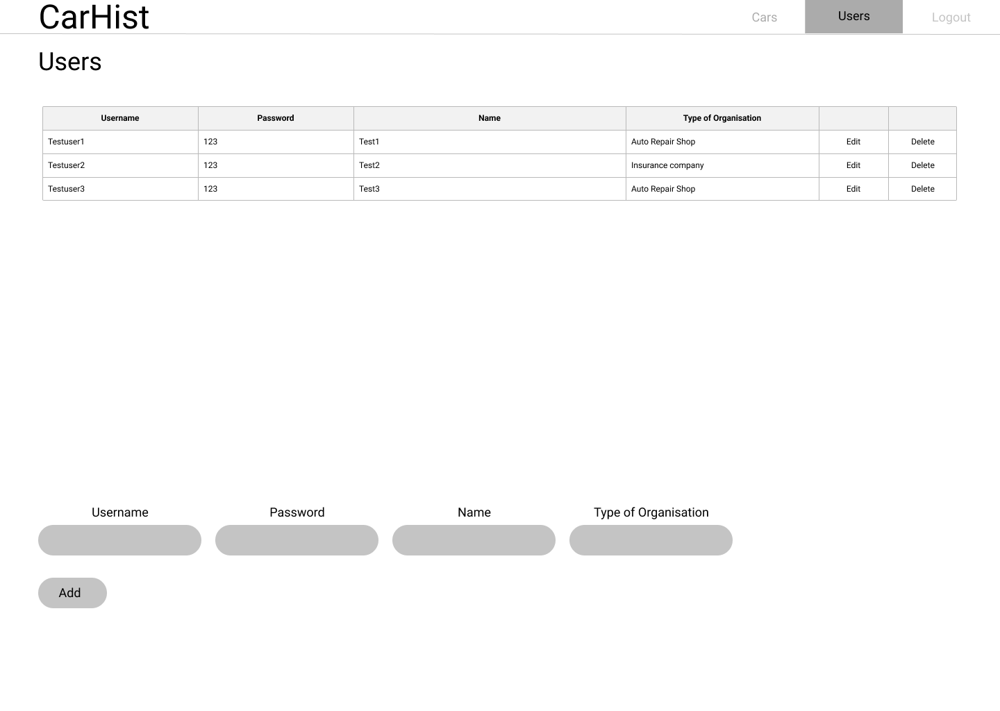 CarHist Cars Users Logout
Users
Username Password Name Type of Organisation
Testuser1 123 Test1 Auto Repair Shop Edit Delete
Testuser2 123 Test2 Insurance company Edit Delete
Testuser3 123 Test3 Auto Repair Shop Edit Delete
Username Password Name Type of Organisation
Add